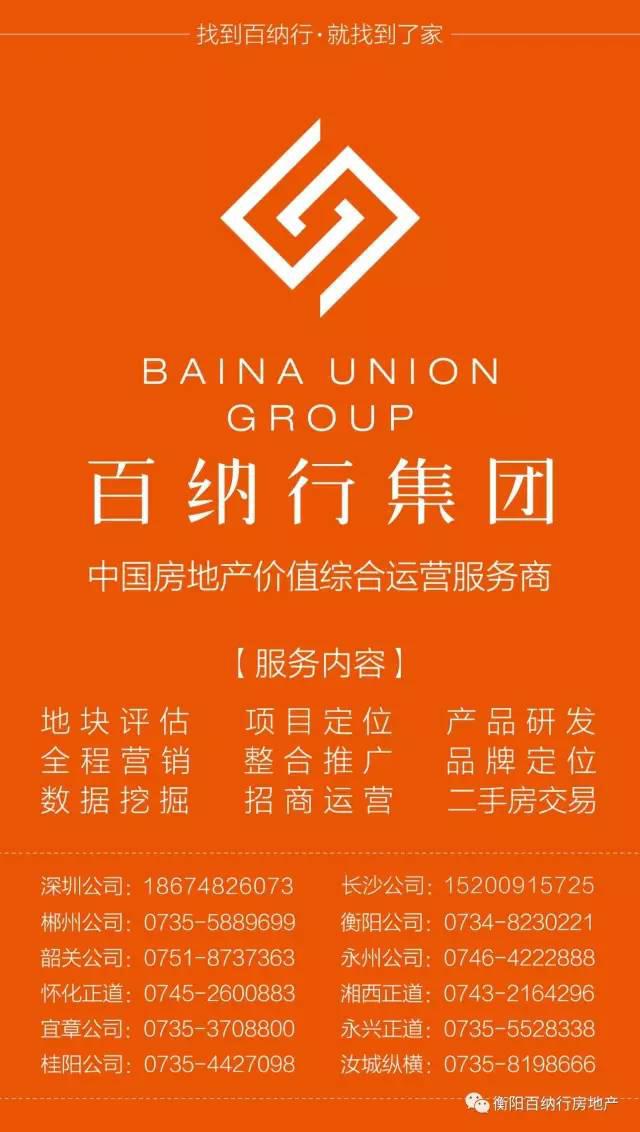 找到百纳行·就找到了家
BAINA UNION
GROUP
百纳行集团
中国房地产价值综合运营服务商
【服务内容】
地块评估 项目定位 产品研发
全程营销 整合推广 品牌定位
数据挖掘 招商运营 二手房交易
深圳公司：18674826073 长沙公司：15200915725
郴州公司：0735-5889699 衡阳公司：0734-8230221
韶关公司：0751-8737363 永州公司：0746-4222888
怀化正道：0745-2600883 湘西正道：0743-2164296
宜章公司：0735-3708800 永兴正道：0735-5528338
桂阳公司：0735-4427098 汝城纵横：0735-8198666
衡阳百纳行房地产